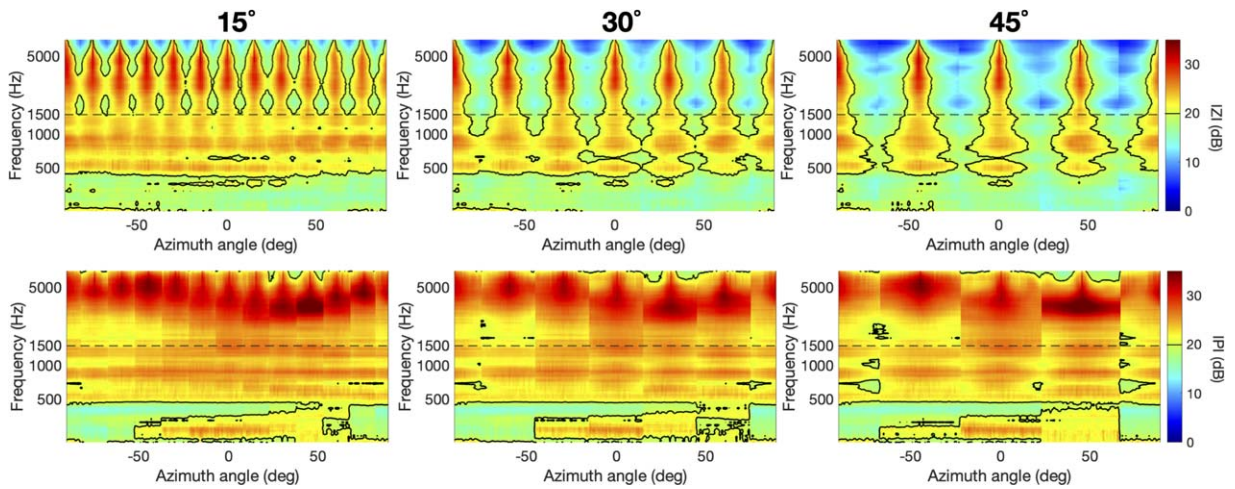 15° 30° 45°
5000 5000 5000 30
1500 1500 1500 20
1000 1000 1000 10
500 500 500 0
Frequency (Hz) Frequency (Hz) Frequency (Hz) |Z| (dB)
-50 0 50 -50 0 50 -50 0 50
Azimuth angle (deg) Azimuth angle (deg) Azimuth angle (deg)
5000 5000 5000 30
1500 1500 1500 20
1000 1000 1000 10
500 500 500 0
Frequency (Hz) Frequency (Hz) Frequency (Hz) |P| (dB)
-50 0 50 -50 0 50 -50 0 50
Azimuth angle (deg) Azimuth angle (deg) Azimuth angle (deg)